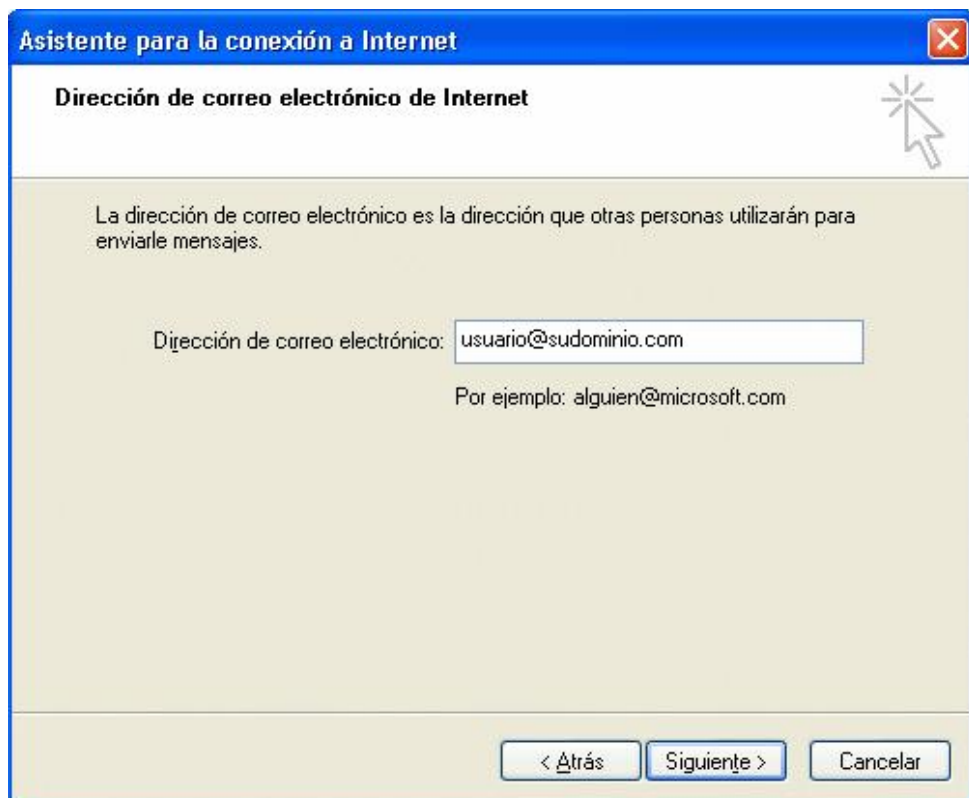 Asistente para la conexión a Internet
Dirección de correo electrónico de Internet
La dirección de correo electrónico es la dirección que otras personas utilizarán para
enviarle mensajes.
Dirección de correo electrónico: usuario@sudominio.com
Por ejemplo: alguien@microsoft.com
< Atrás Siguiente > Cancelar